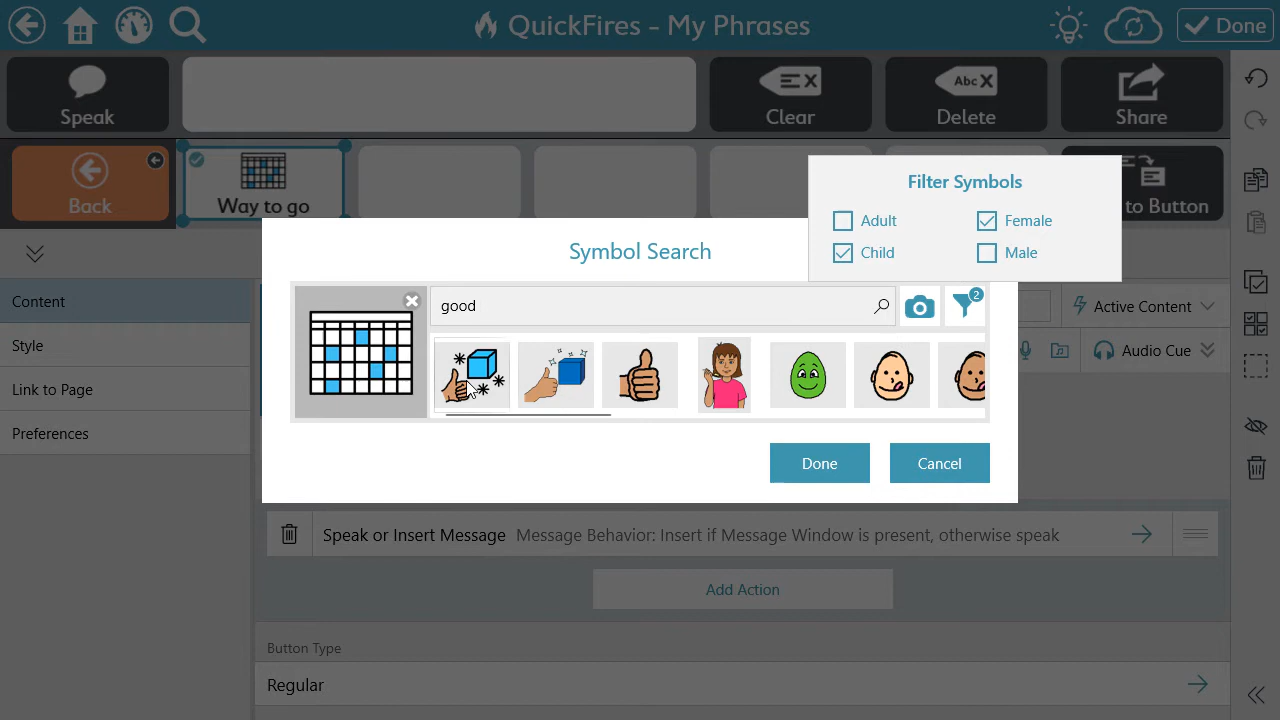 QuickFires - My Phrases
Done
Speak
Clear
Abc X
Delete
Share
Back
Way to go
to Button
Filter Symbols
Adult
Female
Child
Male
Symbol Search
good
2
Content
Style
Link to Page
Preferences
Active Content
Audio Cue
Done
Cancel
Speak or Insert Message Message Behavior: Insert if Message Window is present, otherwise speak
Add Action
Button Type
Regular